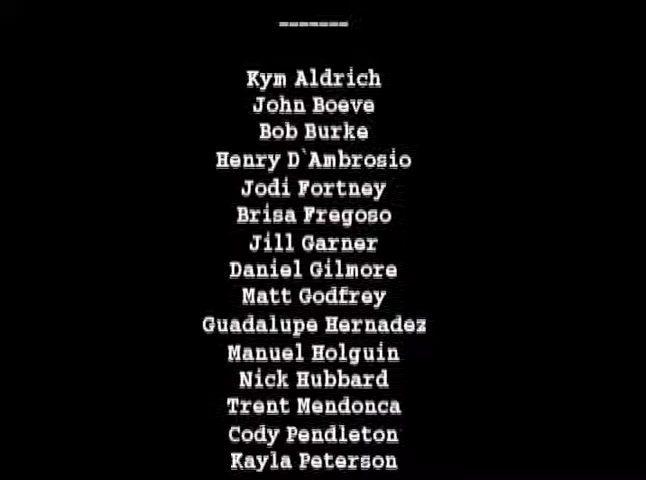 =======
Kym Aldrich
John Boeve
Bob Burke
Henry D`Ambrosio
Jodi Fortney
Brisa Fregoso
Jill Garner
Daniel Gilmore
Matt Godfrey
Guadalupe Hernadez
Manuel Holguin
Nick Hubbard
Trent Mendonca
Cody Pendleton
Kayla Peterson